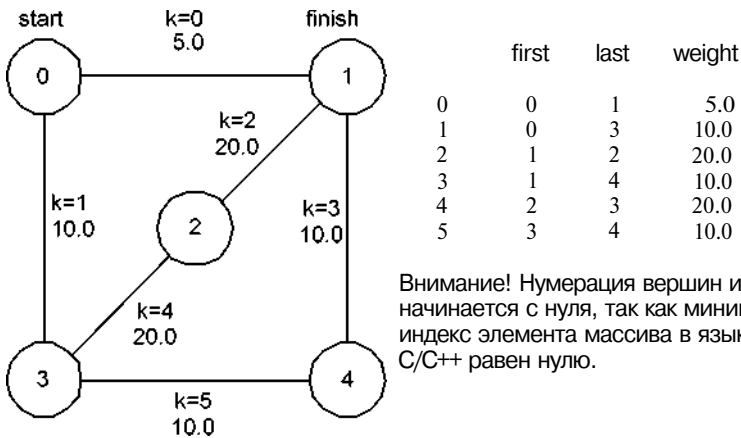 start
k=0
5.0
finish
0
1
k=2
20.0
k=1
10.0
2
k=3
10.0
k=4
20.0
3
4
k=5
10.0
first last weight
0 0 1 5.0
1 0 3 10.0
2 1 2 20.0
3 1 4 10.0
4 2 3 20.0
5 3 4 10.0
Внимание! Нумерация вершин
начинается с нуля, так как
индекс элемента массива в
C/C++ равен нулю.